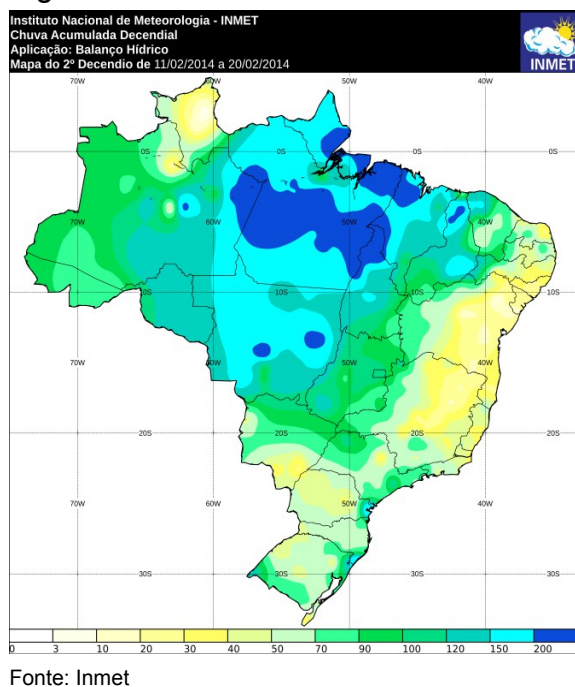 Instituto Nacional de Meteorologia - INMET
Chuva Acumulada Decendial
Aplicação: Balanço Hídrico
Mapa do 2º Decendio de 11/02/2014 a 20/02/2014
INMET
70W 60W 50W 40W
0S 0S 0S 0S
70W 60W 50W 40W
10S 10S 10S 10S
70W 60W 50W 40W
20S 20S 20S 20S
70W 60W 50W 40W
30S 30S 30S 30S
0 3 10 20 30 40 50 70 90 100 120 150 200
Fonte: Inmet